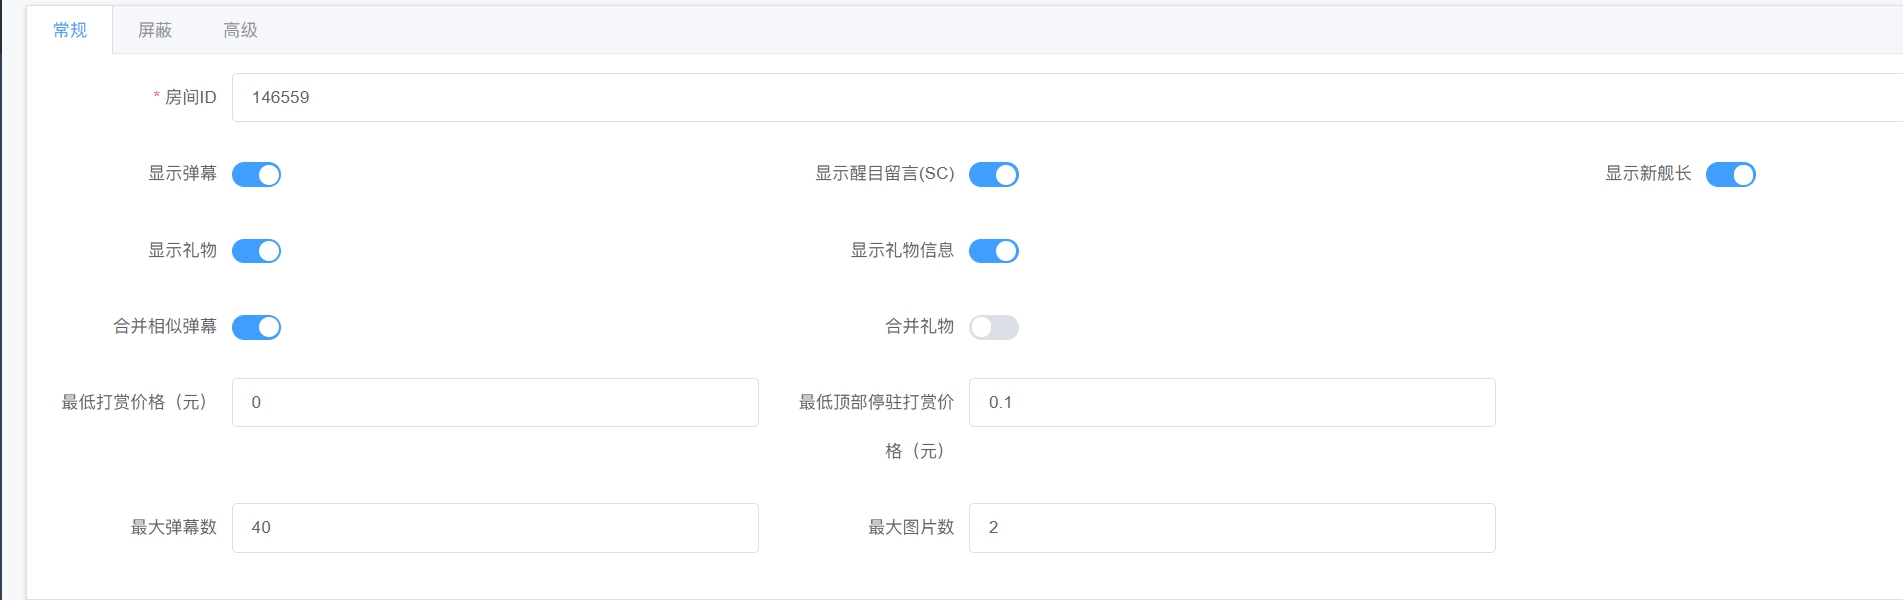 常规 屏蔽 高级
* 房间ID 146559
显示弹幕 显示醒目留言(SC) 显示新舰长
显示礼物 显示礼物信息
合并相似弹幕 合并礼物
最低打赏价格（元） 0 最低顶部停驻打赏价 0.1
格（元）
最大弹幕数 40 最大图片数 2